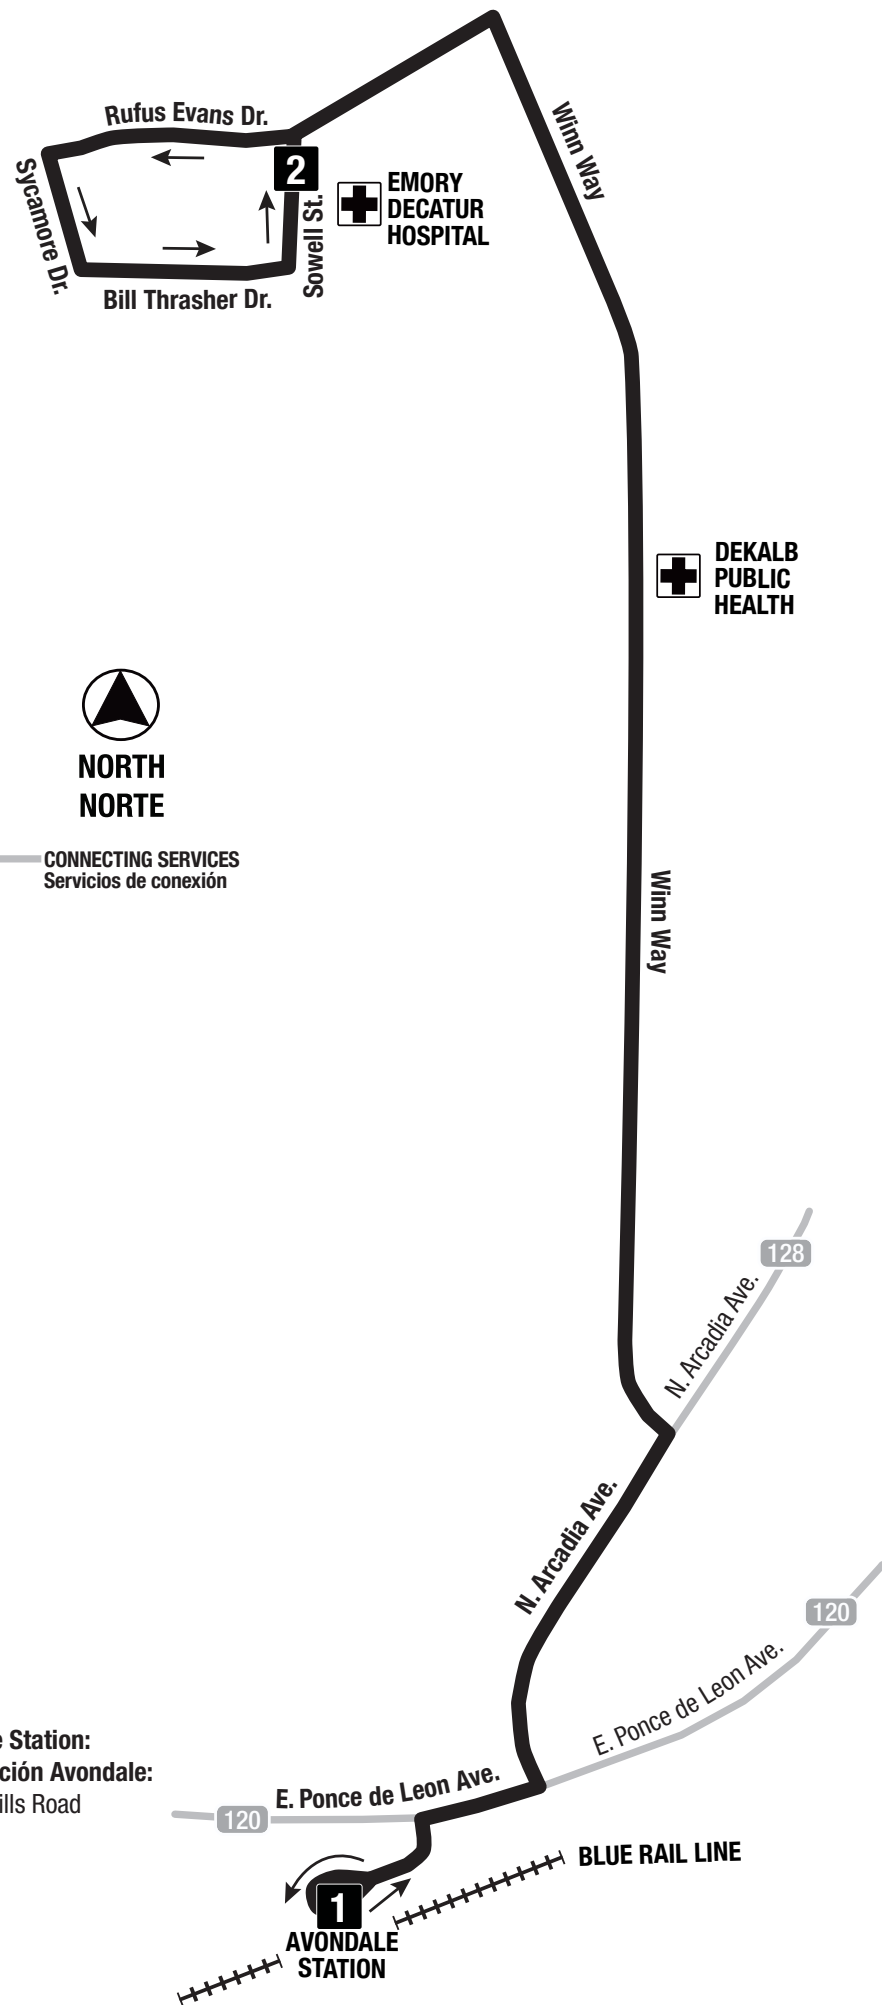 Winn Way
Rufus Evans Dr.
2
EMORY
DECATUR
HOSPITAL
Sycamore Dr.
Sowell St.
Bill Thrasher Dr.
DEKALB
PUBLIC
HEALTH
NORTH
NORTE
CONNECTING SERVICES
Servicios de conexión
Winn Way
128
N. Arcadia Ave.
N. Arcadia Ave.
120
E. Ponce de Leon Ave.
Station:
Avondale:
Road
E. Ponce de Leon Ave.
120
BLUE RAIL LINE
1
AVONDALE
STATION